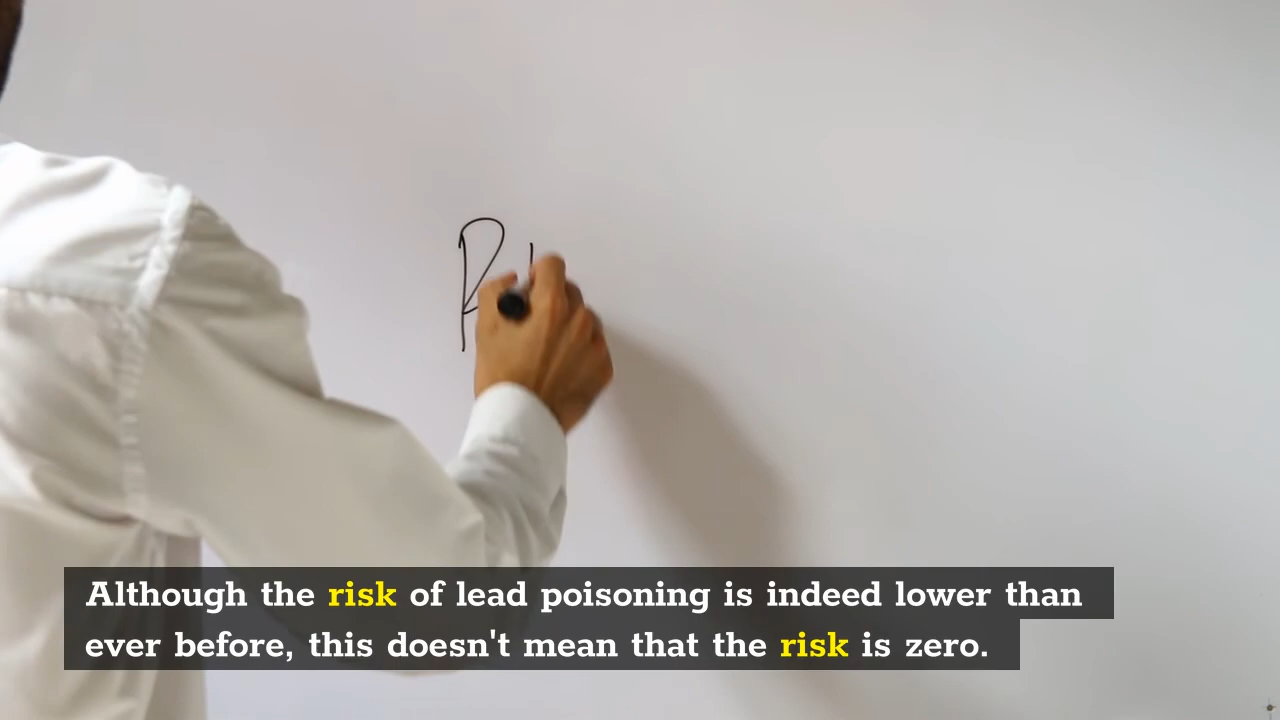 R
Although the risk of lead poisoning is indeed lower than
ever before, this doesn't mean that the risk is zero.